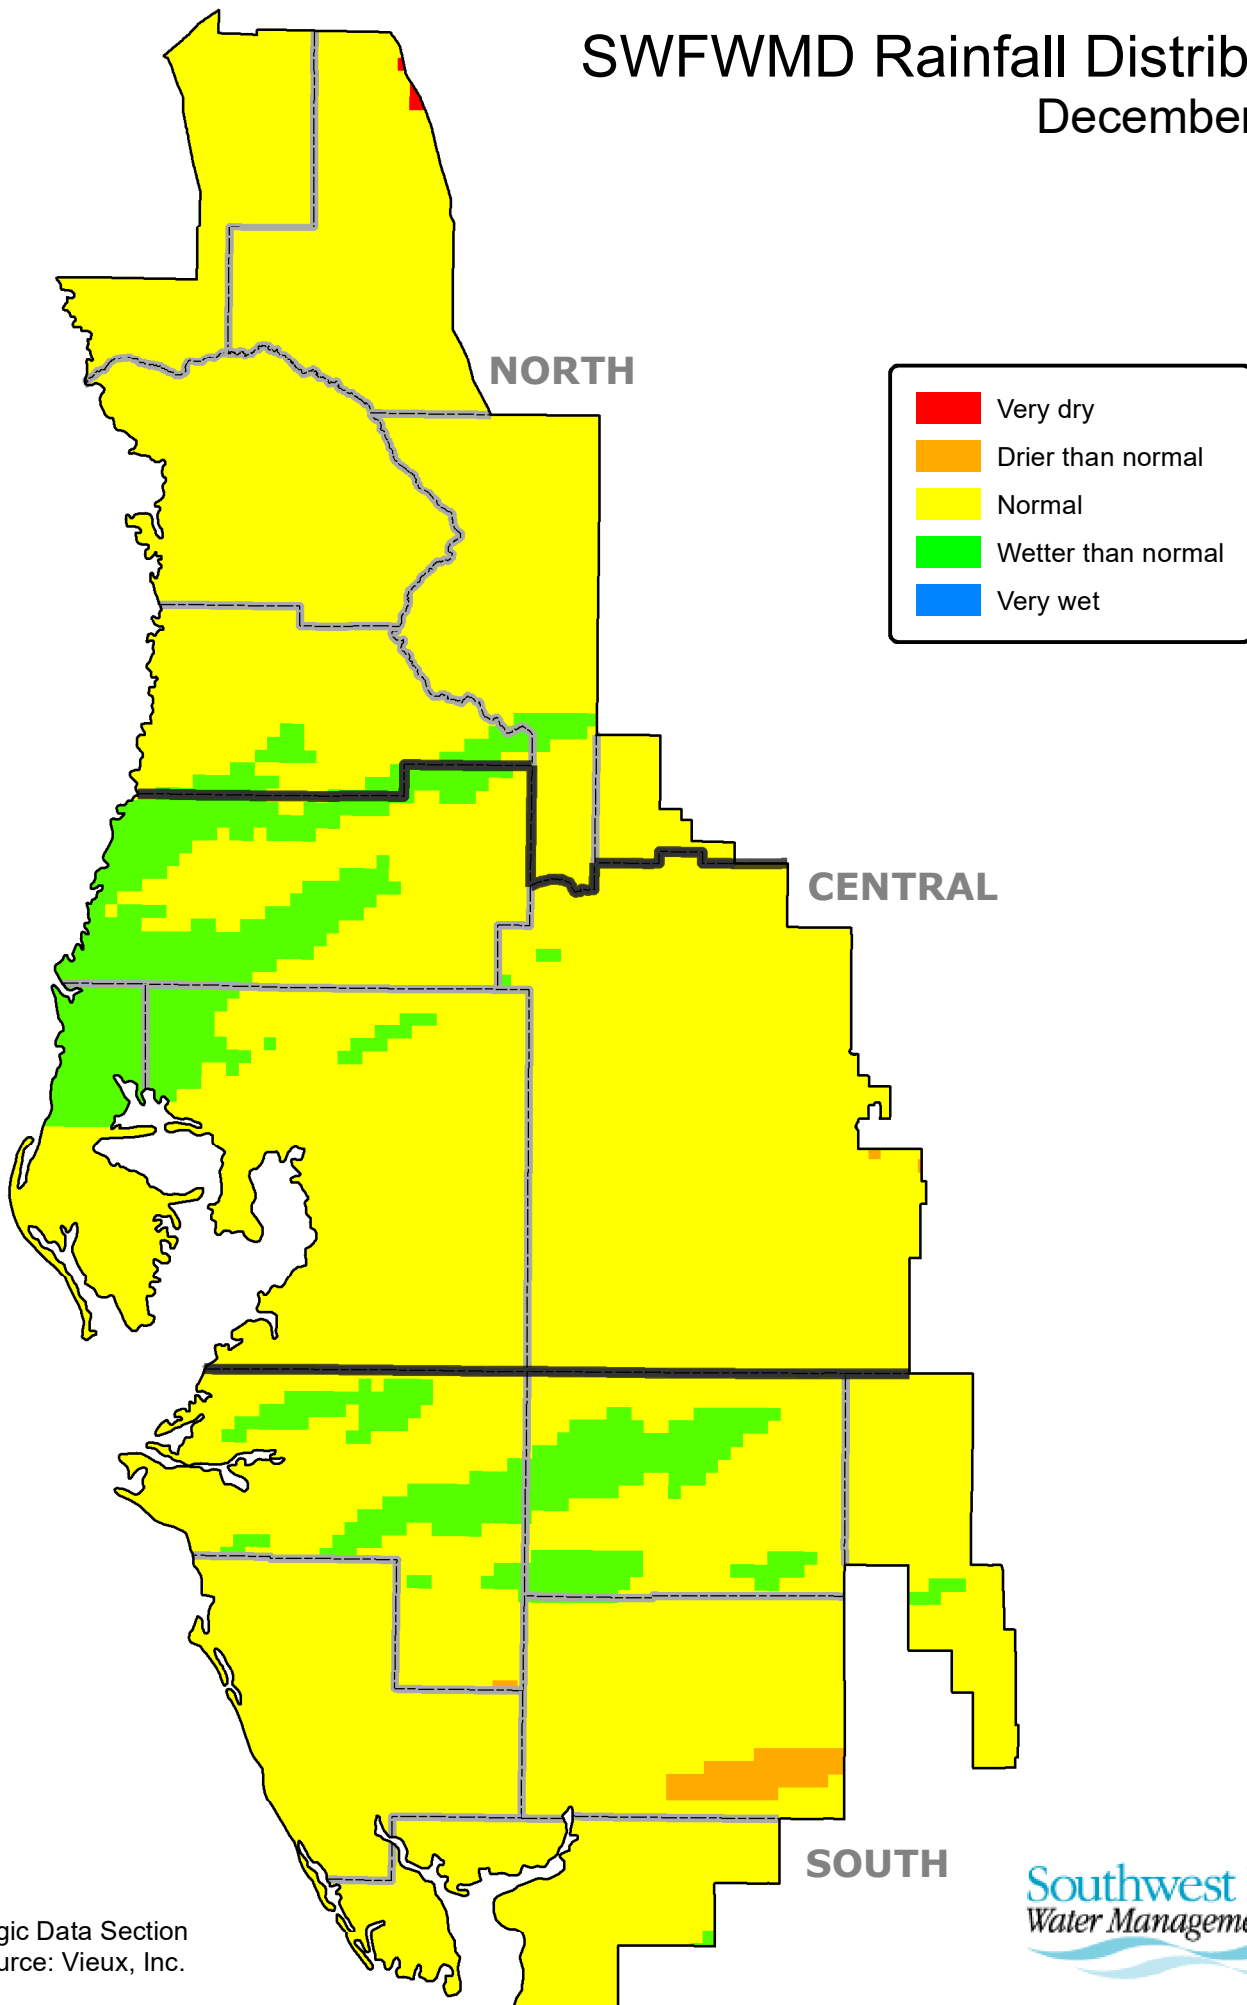 SWFWMD Rainfall Distrib
December
NORTH
Very dry
Drier than normal
Normal
Wetter than normal
Very wet
CENTRAL
SOUTH
Southwest
Water Manageme
gic Data Section
urce: Vieux, Inc.